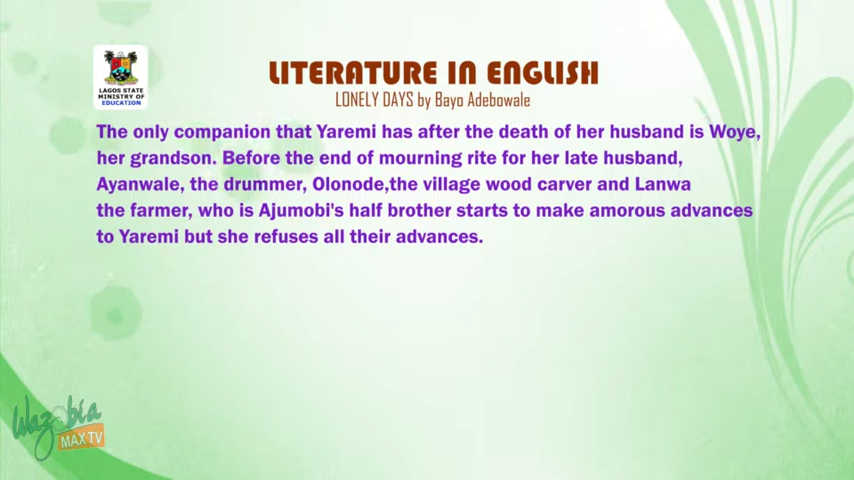 LAGOS STATE
MINISTRY OF
EDUCATION
LITERATURE IN ENGLISH
LONELY DAYS by Bayo Adebowale
The only companion that Yaremi has after the death of her husband is Woye,
her grandson. Before the end of mourning rite for her late husband,
Ayanwale, the drummer, Olonode,the village wood carver and Lanwa
the farmer, who is Ajumobi's half brother starts to make amorous advances
to Yaremi but she refuses all their advances.
Wazobia
MAX TV